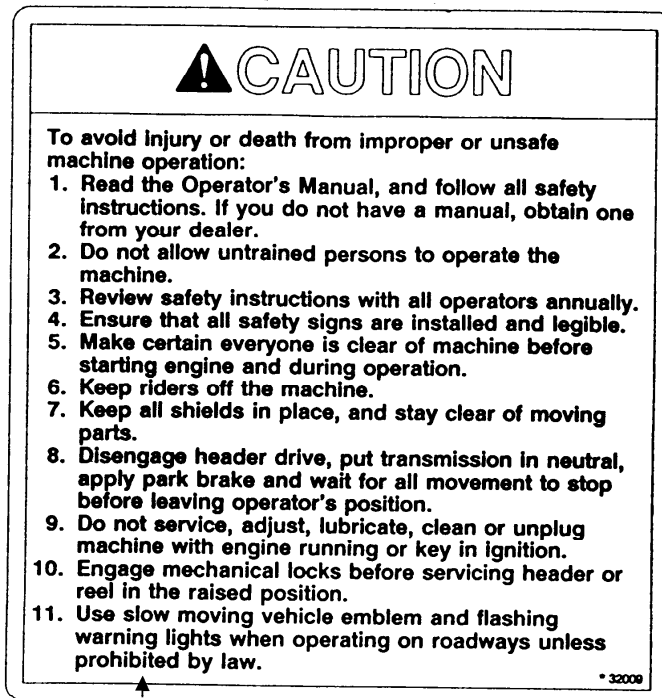 CAUTION
To avoid injury or death from improper or unsafe
machine operation:
1. Read the Operator's Manual, and follow all safety
instructions. If you do not have a manual, obtain one
from your dealer.
2. Do not allow untrained persons to operate the
machine.
3. Review safety instructions with all operators annually.
4. Ensure that all safety signs are installed and legible.
5. Make certain everyone is clear of machine before
starting engine and during operation.
6. Keep riders off the machine.
7. Keep all shields in place, and stay clear of moving
parts.
8. Disengage header drive, put transmission in neutral,
apply park brake and wait for all movement to stop
before leaving operator's position.
9. Do not service, adjust, lubricate, clean or unplug
machine with engine running or key in ignition.
10. Engage mechanical locks before servicing header or
reel in the raised position.
11. Use slow moving vehicle emblem and flashing
warning lights when operating on roadways unless
prohibited by law.
* 32009